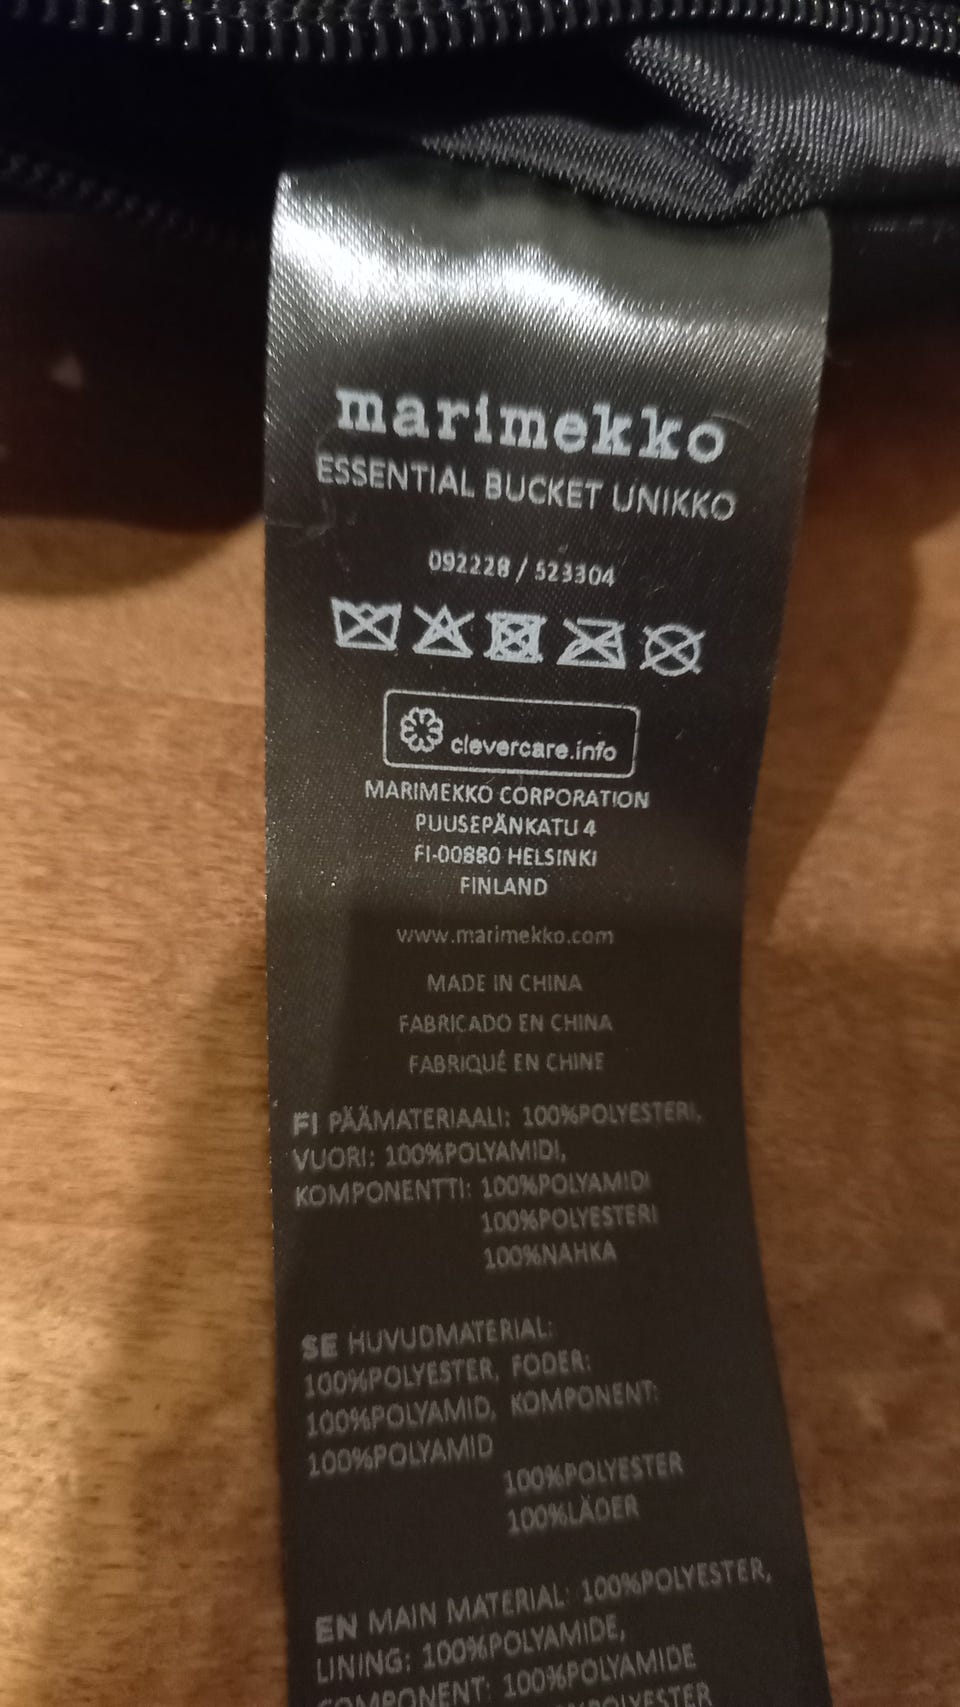 marimekko
ESSENTIAL BUCKET UNIKKO
092228 / 523304
clevercare.info
MARIMEKKO CORPORATION
PUUSEPÄNKATU 4
FI-00880 HELSINKI
FINLAND
www.marimekko.com
MADE IN CHINA
FABRICADO EN CHINA
FABRIQUÉ EN CHINE
FI PÄÄMATERIAALI: 100%POLYESTERI,
VUORI: 100%POLYAMIDI,
KOMPONENTTI: 100%POLYAMIDI
100%POLYESTERI
100%NAHKA
SE HUVUDMATERIAL:
100%POLYESTER, FODER:
100%POLYAMID, KOMPONENT:
100%POLYAMID
100%POLYESTER
100%LÄDER
EN MAIN MATERIAL: 100%POLYESTER,
LINING: 100%POLYAMIDE,
COMPONENT: 100%POLYAMIDE
100%POLYESTER